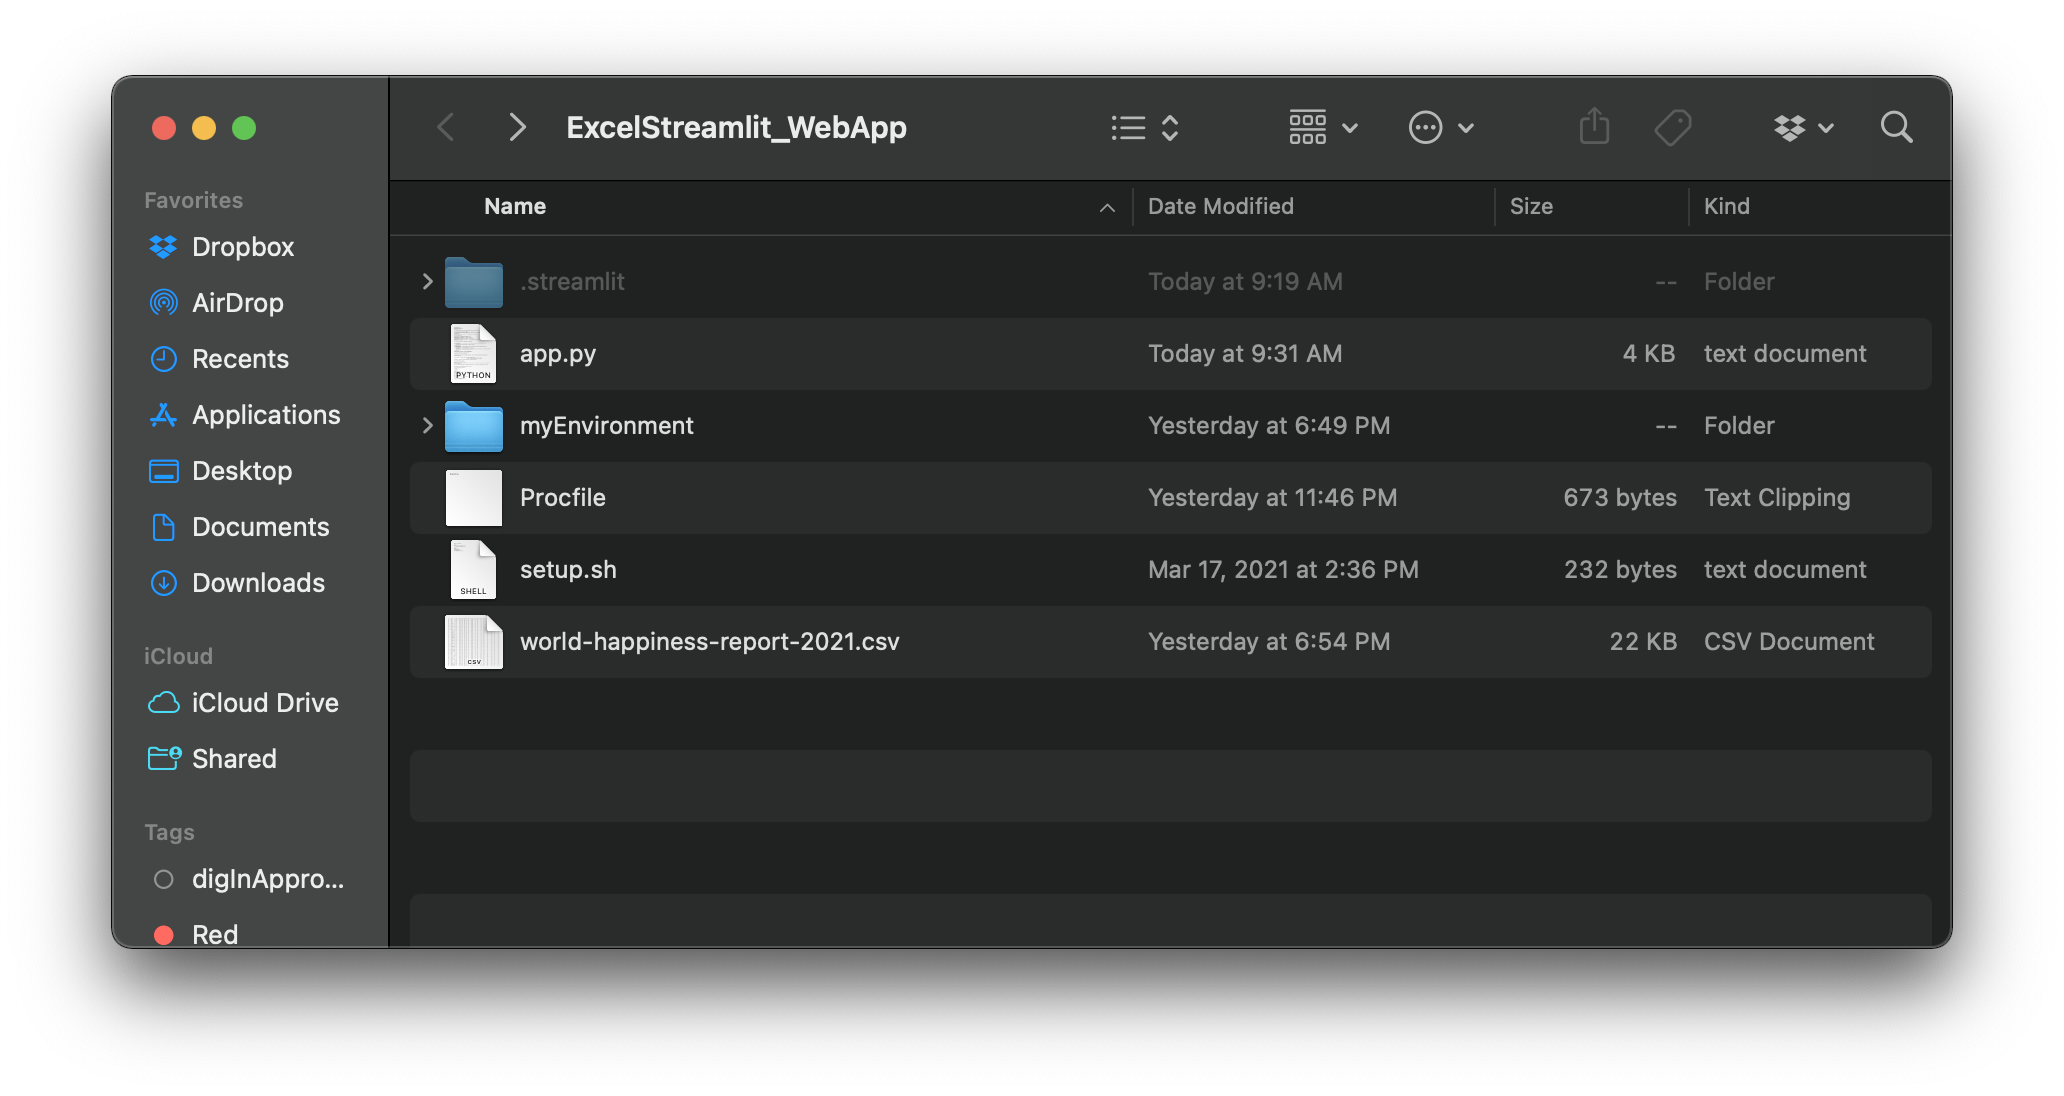 ExcelStreamlit_WebApp
Favorites
Dropbox
AirDrop
Recents
Applications
Desktop
Documents
Downloads
iCloud
iCloud Drive
Shared
Tags
digInAppro...
Red
Name Date Modified Size Kind
.streamlit Today at 9:19 AM -- Folder
PYTHON app.py Today at 9:31 AM 4 KB text document
myEnvironment Yesterday at 6:49 PM -- Folder
Procfile Yesterday at 11:46 PM 673 bytes Text Clipping
SHELL setup.sh Mar 17, 2021 at 2:36 PM 232 bytes text document
CSV world-happiness-report-2021.csv Yesterday at 6:54 PM 22 KB CSV Document